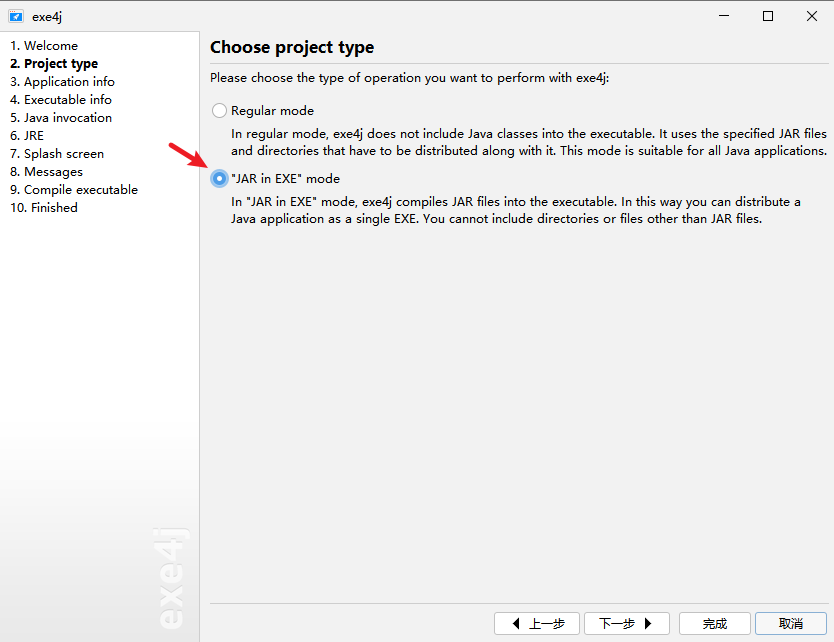 exe4j
1. Welcome
2. Project type
3. Application info
4. Executable info
5. Java invocation
6. JRE
7. Splash screen
8. Messages
9. Compile executable
10. Finished
exe4j
Choose project type
Please choose the type of operation you want to perform with exe4j:
Regular mode
In regular mode, exe4j does not include Java classes into the executable. It uses the specified JAR files
and directories that have to be distributed along with it. This mode is suitable for all Java applications.
"JAR in EXE" mode
In "JAR in EXE" mode, exe4j compiles JAR files into the executable. In this way you can distribute a
Java application as a single EXE. You cannot include directories or files other than JAR files.
上一步 下一步 完成 取消